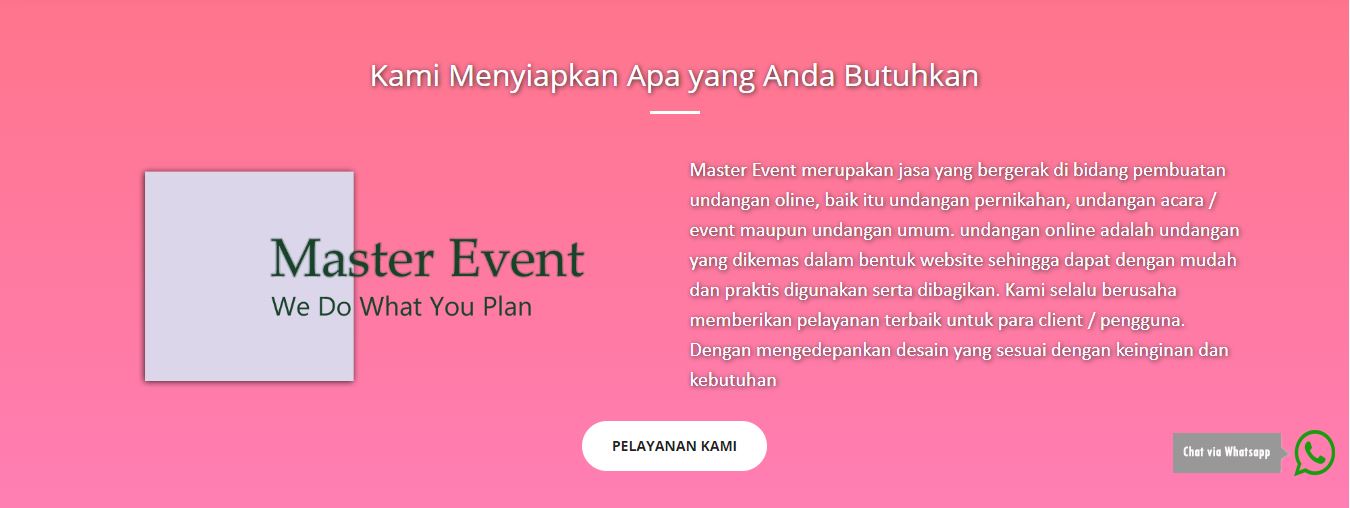 Kami Menyiapkan Apa yang Anda Butuhkan
Master Event
We Do What You Plan
Master Event merupakan jasa yang bergerak di bidang pembuatan
undangan oline, baik itu undangan pernikahan, undangan acara /
event maupun undangan umum. undangan online adalah undangan
yang dikemas dalam bentuk website sehingga dapat dengan mudah
dan praktis digunakan serta dibagikan. Kami selalu berusaha
memberikan pelayanan terbaik untuk para client / pengguna.
Dengan mengedepankan desain yang sesuai dengan keinginan dan
kebutuhan
PELAYANAN KAMI
Chat via Whatsapp